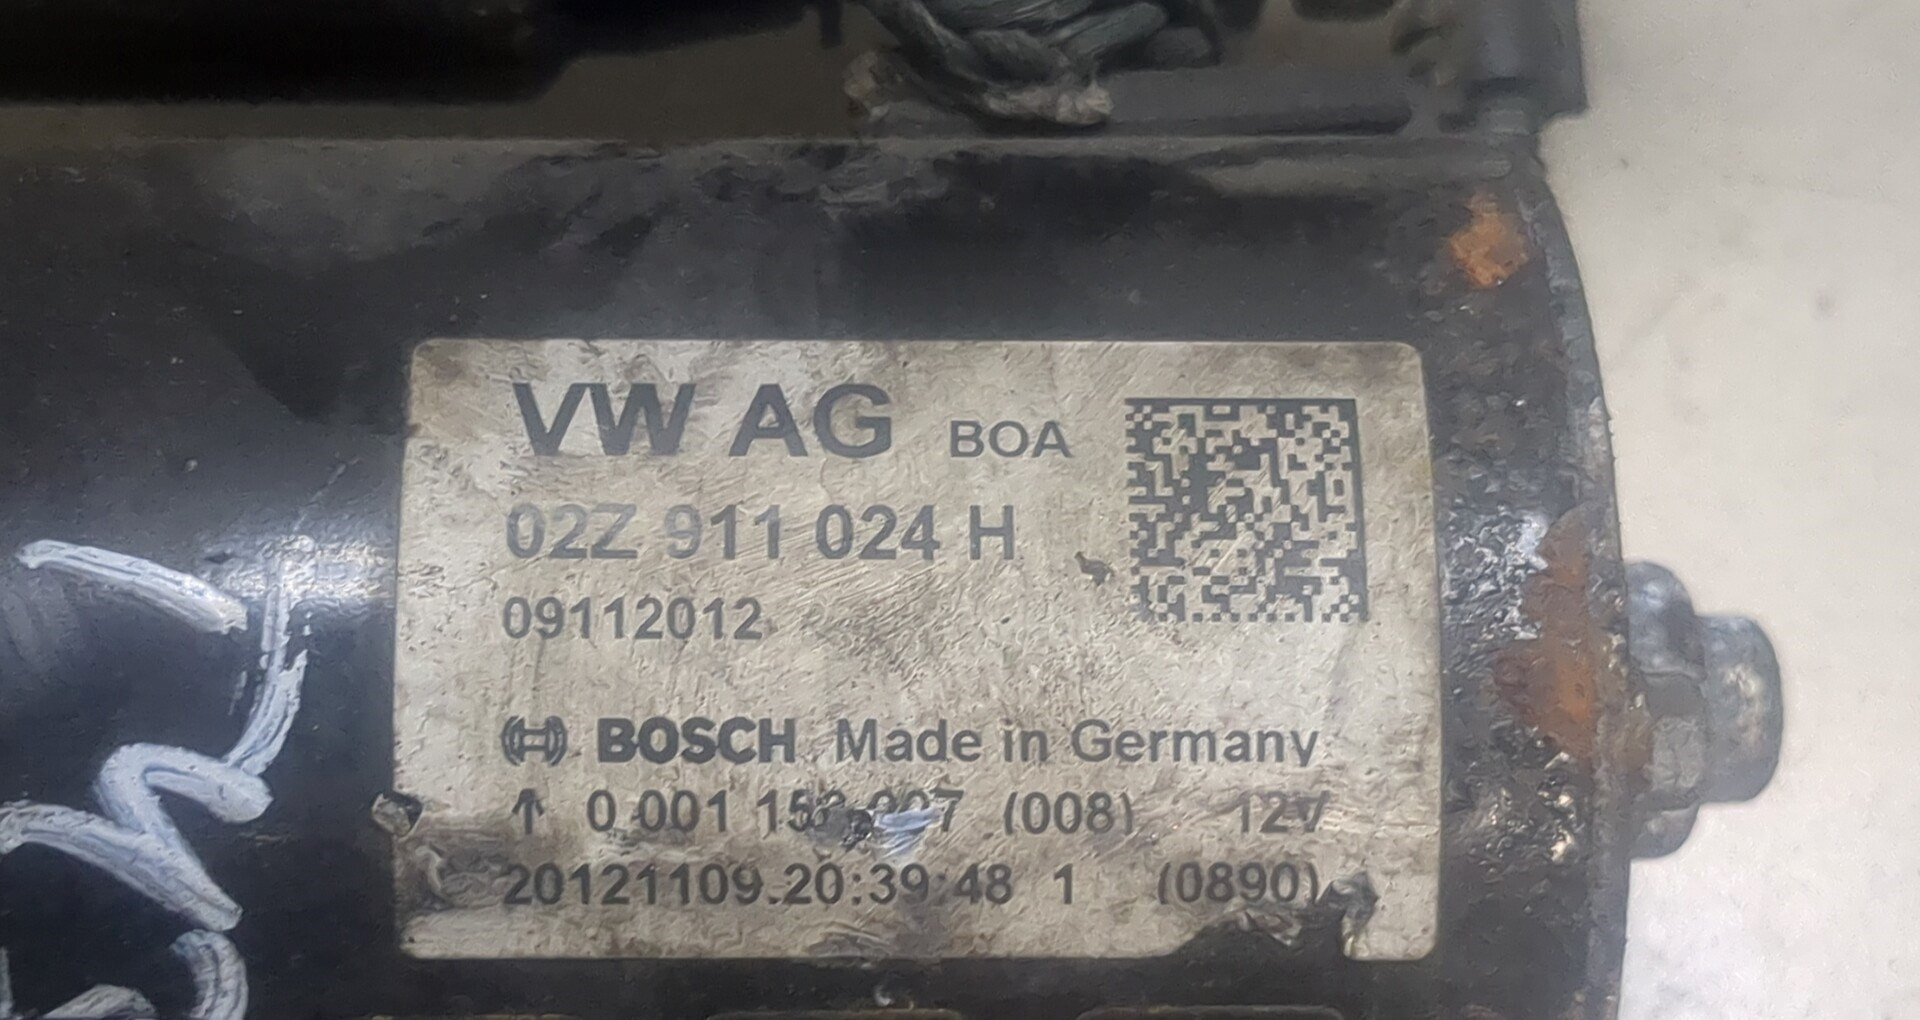 VW AG BOA
02Z 911 024 H
09112012
BOSCH Made in Germany
↑ 0 001 (008) 12V
20121109.20:39:48 1 (0890)